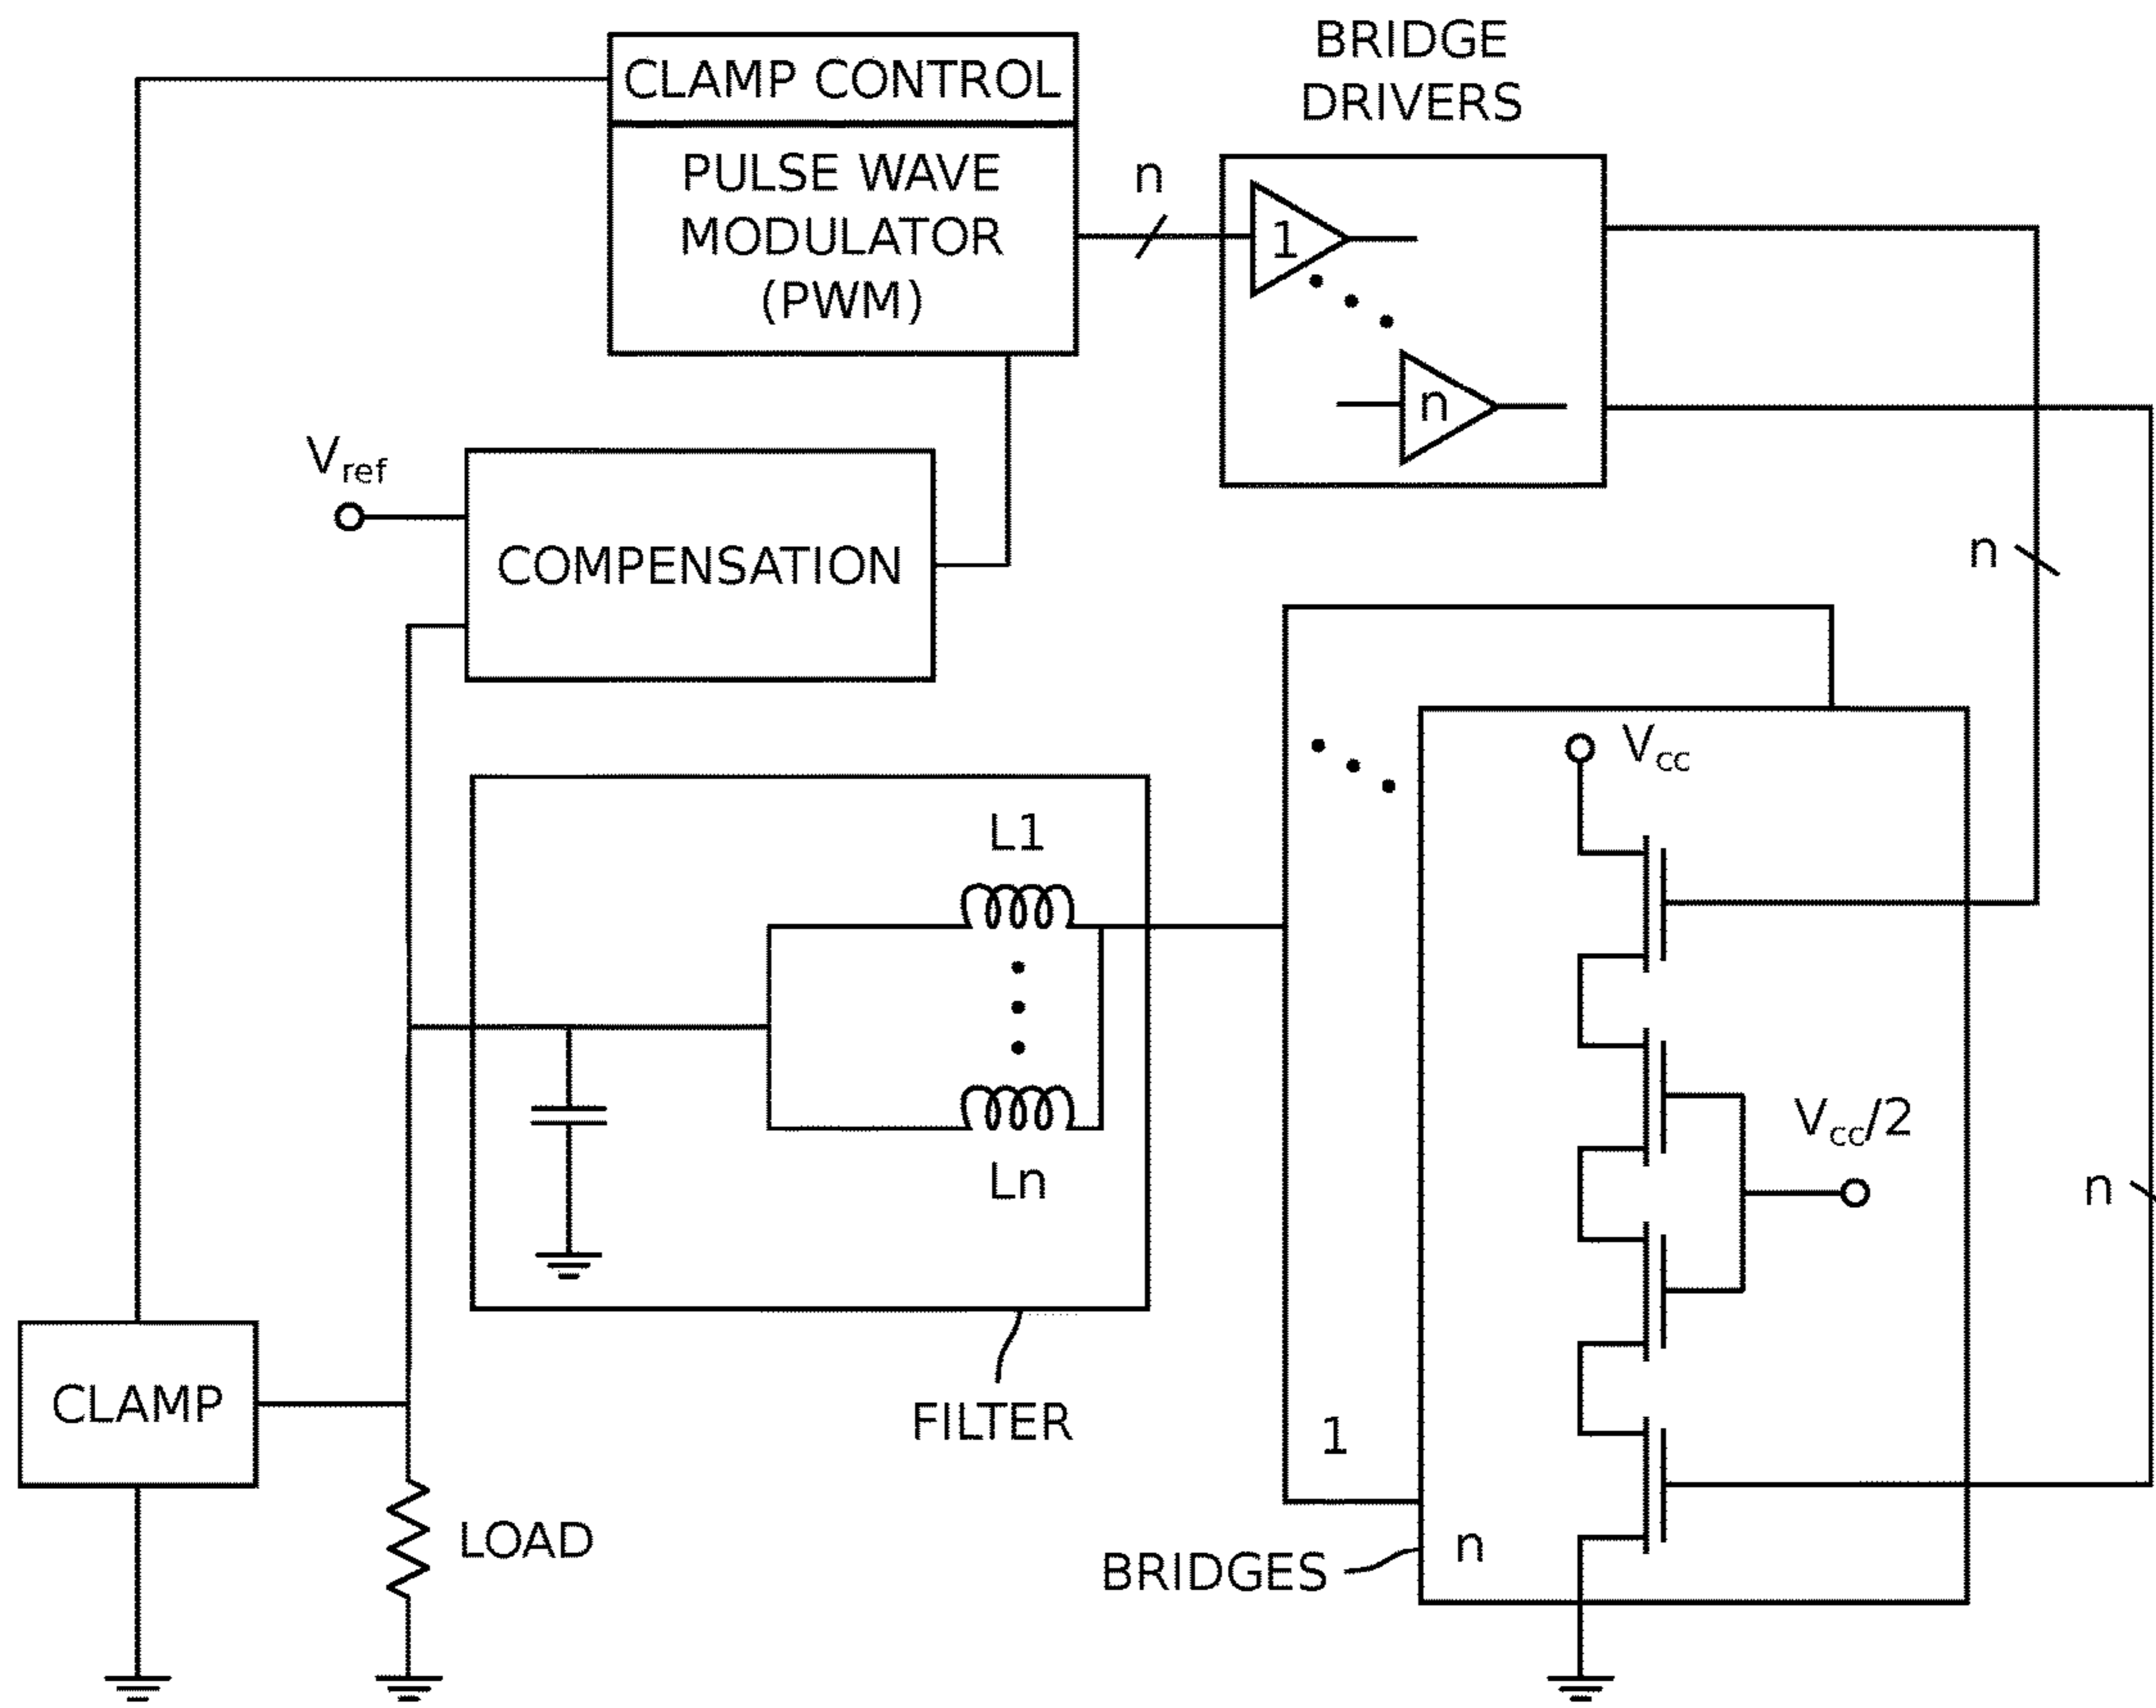 BRIDGE
DRIVERS
CLAMP CONTROL
PULSE WAVE
MODULATOR
(PWM)
n
1
n
Vref
COMPENSATION
n
Vcc
L1
Vcc/2
Ln
n
CLAMP
FILTER
1
LOAD
n
BRIDGES